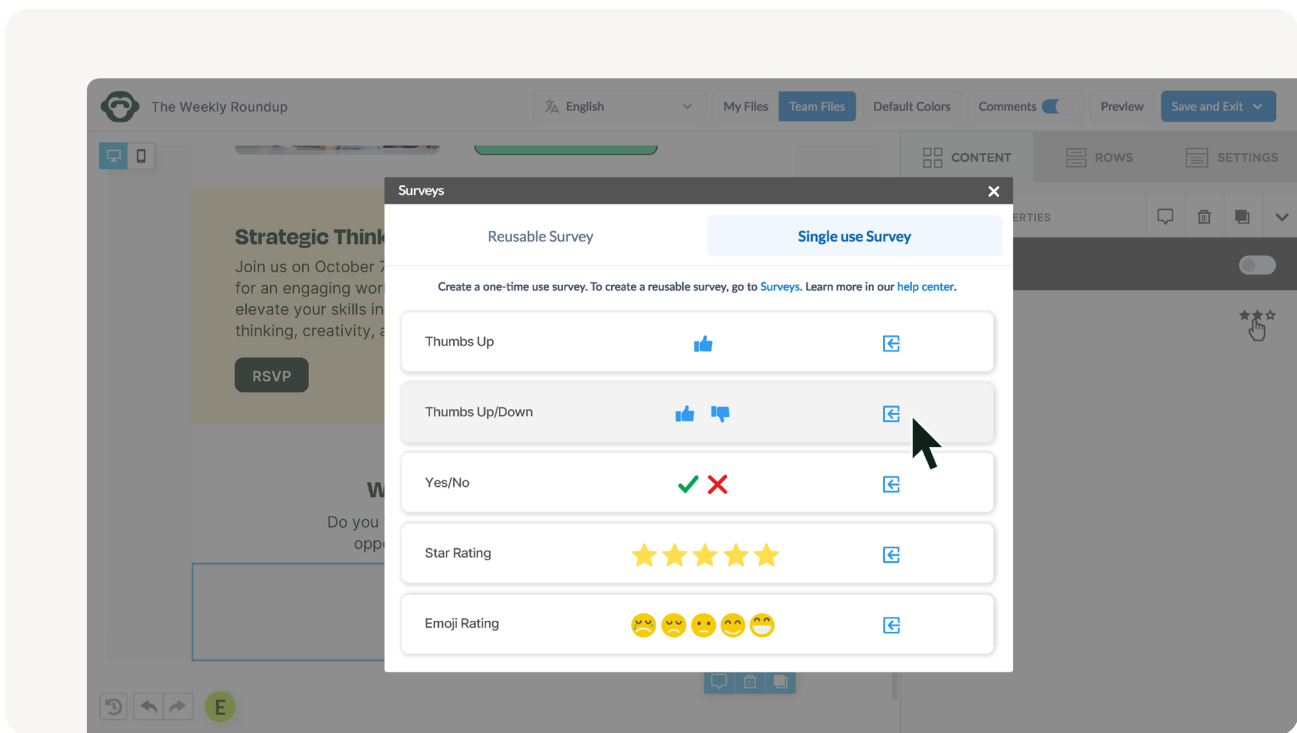 The Weekly Roundup
English
My Files
Team Files
Default Colors
Comments
Preview
Save and Exit
CONTENT
ROWS
SETTINGS
Surveys
ERTIES
Reusable Survey
Single use Survey
Strategic Think
Join us on October 7
for an engaging wor
elevate your skills in
thinking, creativity, a
RSVP
Create a one-time use survey. To create a reusable survey, go to Surveys. Learn more in our help center.
Thumbs Up
Thumbs Up/Down
Yes/No
Star Rating
Emoji Rating
W
Do you
oppo
E